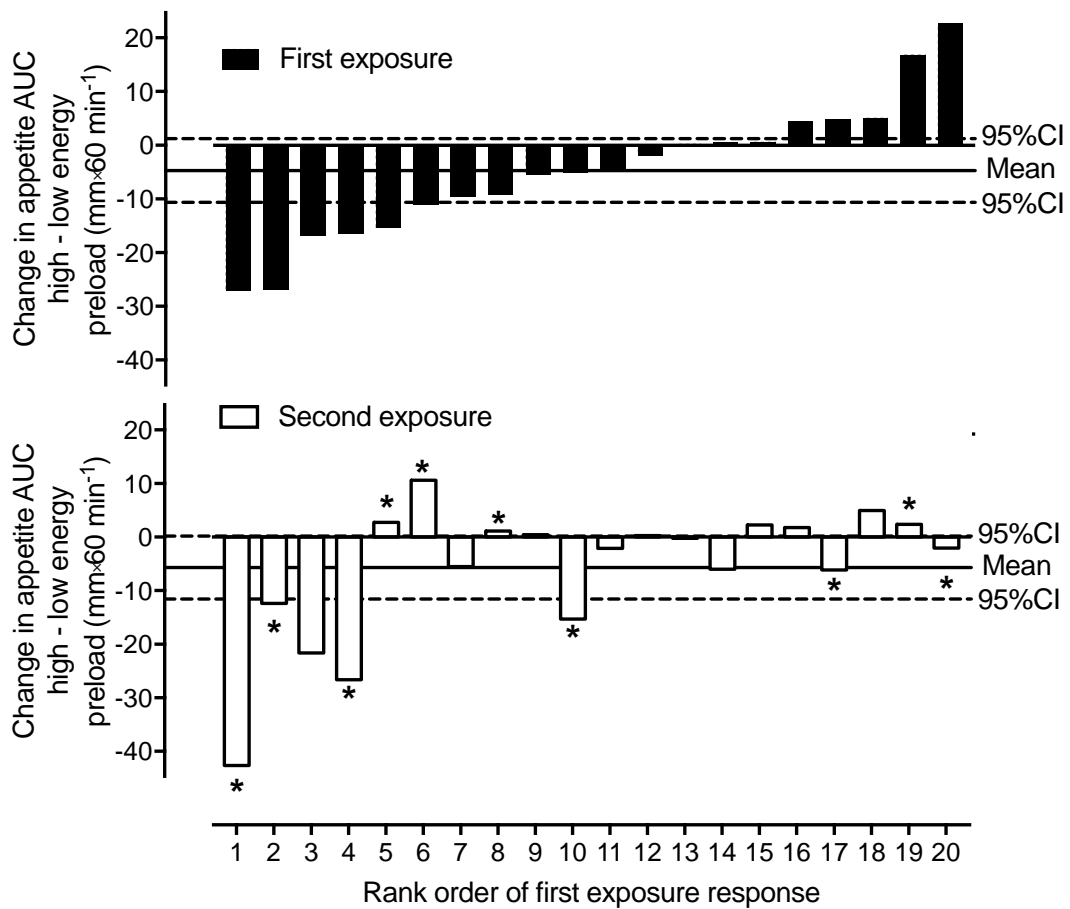 Change in appetite AUC
high - low energy
preload (mm×60 min-1)
20
10
0
-10
-20
-30
-40
First exposure
95%CI
Mean
95%CI
Change in appetite AUC
high - low energy
preload (mm×60 min-1)
20
10
0
-10
-20
-30
-40
Second exposure
* * * * * * * * * *
95%CI
Mean
95%CI
1 2 3 4 5 6 7 8 9 10 11 12 13 14 15 16 17 18 19 20
Rank order of first exposure response